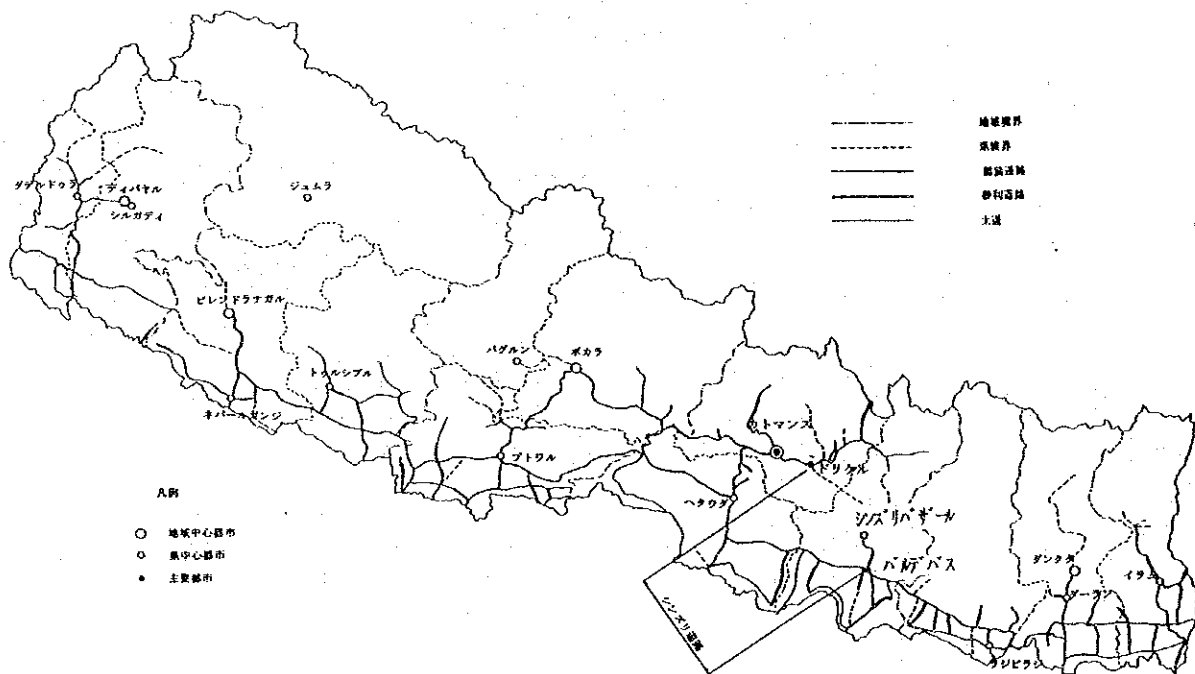 地域境界
県境界
舗装道路
砂利道路
土道
ダデルドゥラ
ディパヤル
シルガディ
ジュムラ
ビレンドラナガル
バグルン
ポカラ
トゥルシプル
ネパールガンジ
トマンズ
ブトワル
ドリケル
ヘタウダ
シンズリバザール
バルデバス
ダンクタ
イラム
シンズリ道路
凡例
地域中心都市
県中心都市
主要都市